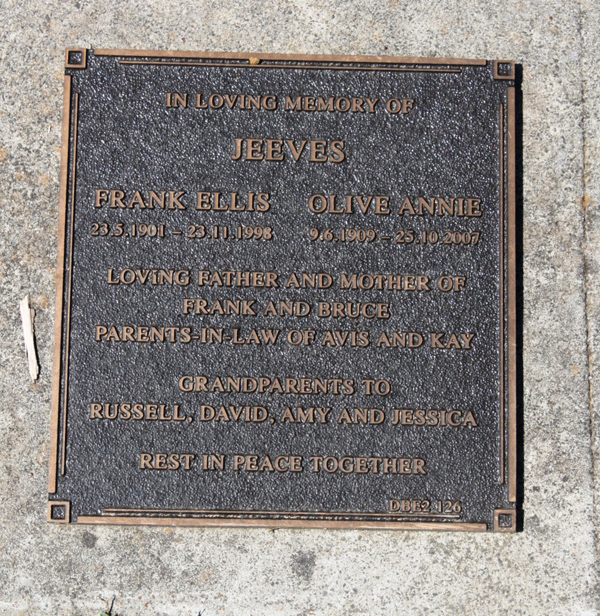 IN LOVING MEMORY OF
JEEVES
FRANK ELLIS OLIVE ANNIE
23.5.1901 – 23.11.1998 9.6.1909 – 25.10.2007
LOVING FATHER AND MOTHER OF
FRANK AND BRUCE
PARENTS-IN-LAW OF AVIS AND KAY
GRANDPARENTS TO
RUSSELL, DAVID, AMY AND JESSICA
REST IN PEACE TOGETHER
DBE2 126